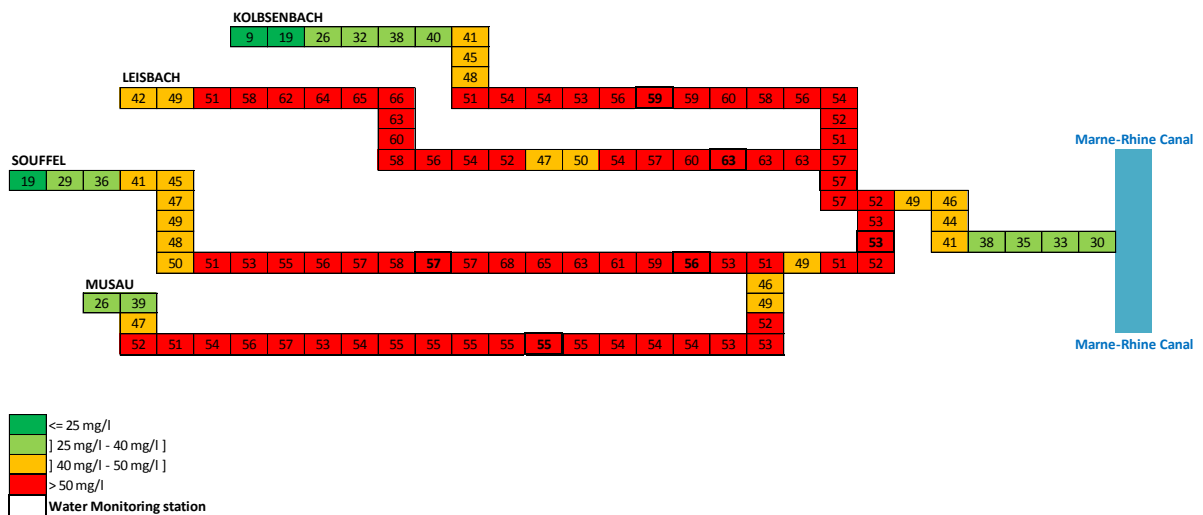 KOLBSENBACH
9 19 26 32 38 40 41
45
LEISBACH 48
42 49 51 58 62 64 65 66 51 54 54 53 56 59 59 60 58 56 54
63 52
60 51 Marne-Rhine Canal
SOUFFEL 58 56 54 52 47 50 54 57 60 63 63 63 57
19 29 36 41 45 57
47 57 52 49 46
49 53 44
48 53 41 38 35 33 30
50 51 53 55 56 57 58 57 57 68 65 63 61 59 56 53 51 49 51 52
MUSAU 46
26 39 49
47 52
52 51 54 56 57 53 54 55 55 55 55 55 55 54 54 54 53 53 Marne-Rhine Canal
<= 25 mg/l
] 25 mg/l - 40 mg/l ]
] 40 mg/l - 50 mg/l ]
> 50 mg/l
Water Monitoring station